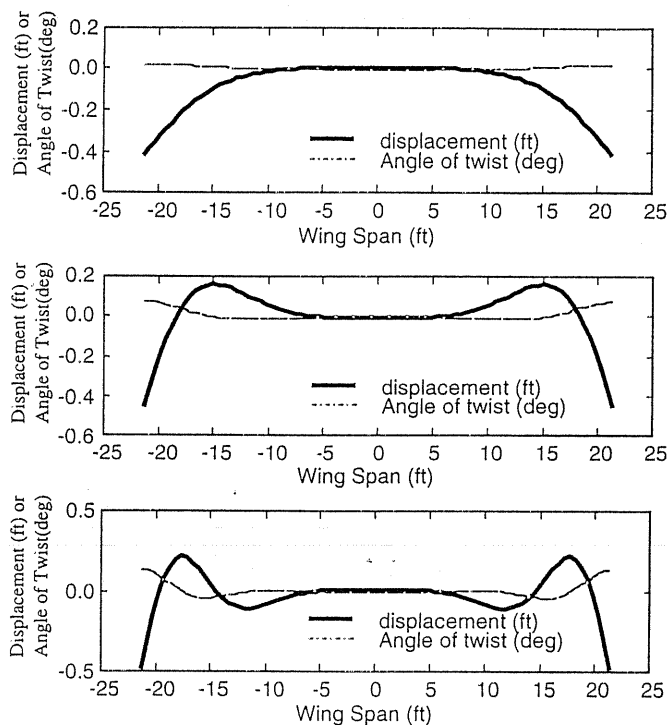 Displacement (ft) or
Angle of Twist(deg)
0.2
0.0
-0.2
-0.4
-0.6
displacement (ft)
Angle of twist (deg)
-25 -20 -15 -10 -5 0 5 10 15 20 25
Wing Span (ft)
Displacement (ft) or
Angle of Twist(deg)
0.2
0.0
-0.2
-0.4
-0.6
displacement (ft)
Angle of twist (deg)
-25 -20 -15 -10 -5 0 5 10 15 20 25
Wing Span (ft)
Displacement (ft) or
Angle of Twist(deg)
0.5
0.0
-0.5
displacement (ft)
Angle of twist (deg)
-25 -20 -15 -10 -5 0 5 10 15 20 25
Wing Span (ft)